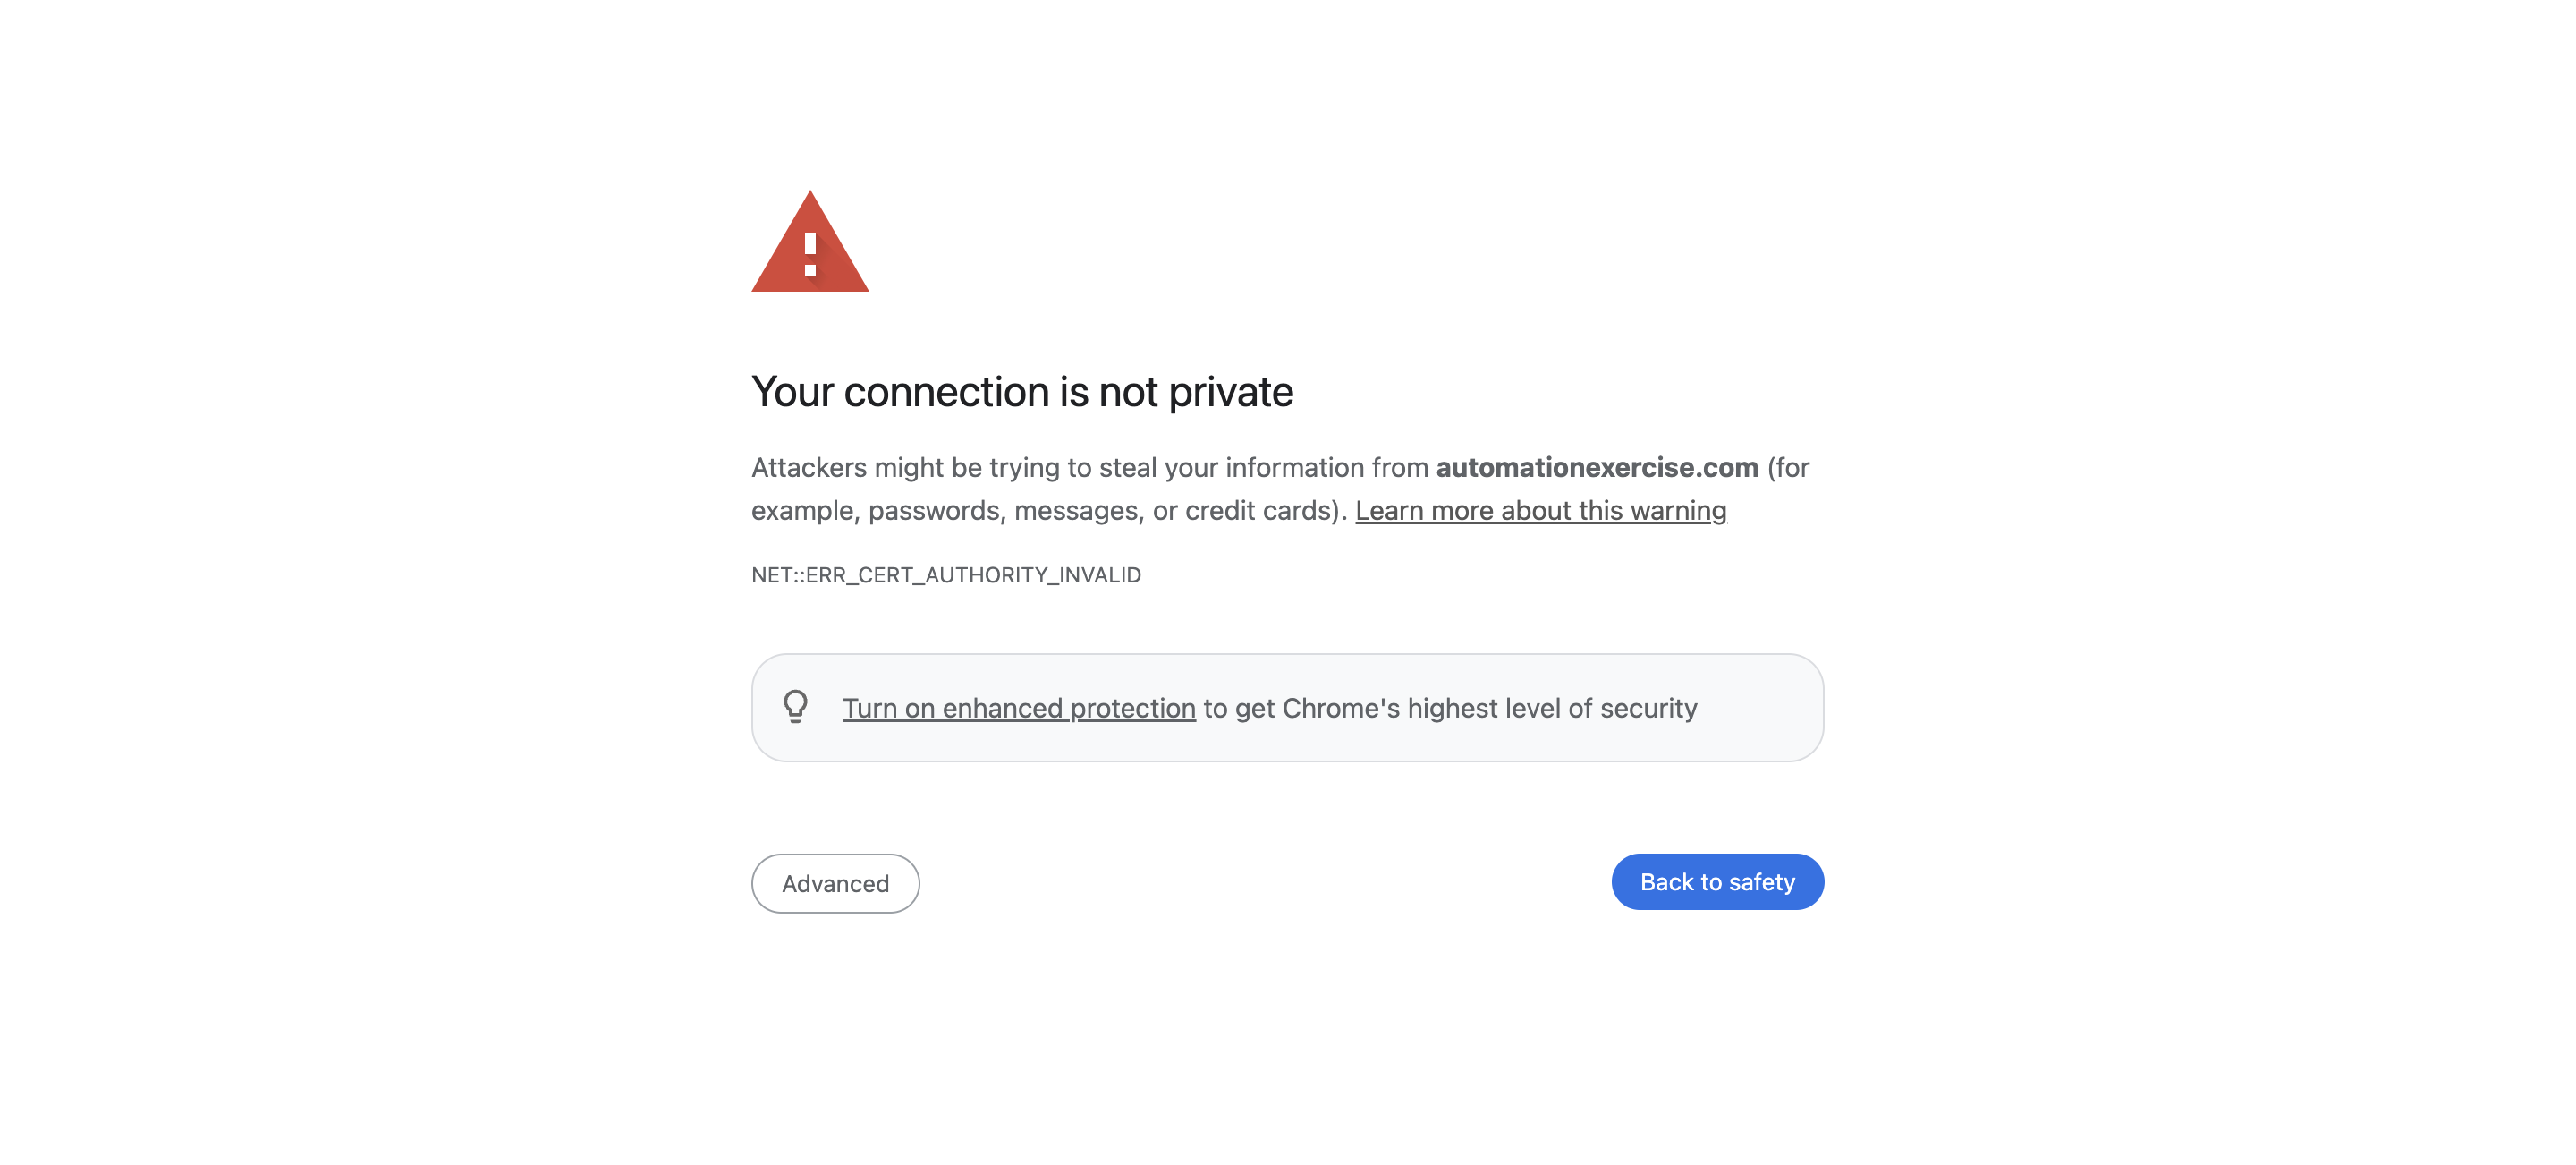 Your connection is not private
Attackers might be trying to steal your information from automationexercise.com (for
example, passwords, messages, or credit cards). Learn more about this warning
NET::ERR_CERT_AUTHORITY_INVALID
Turn on enhanced protection to get Chrome's highest level of security
Advanced
Back to safety